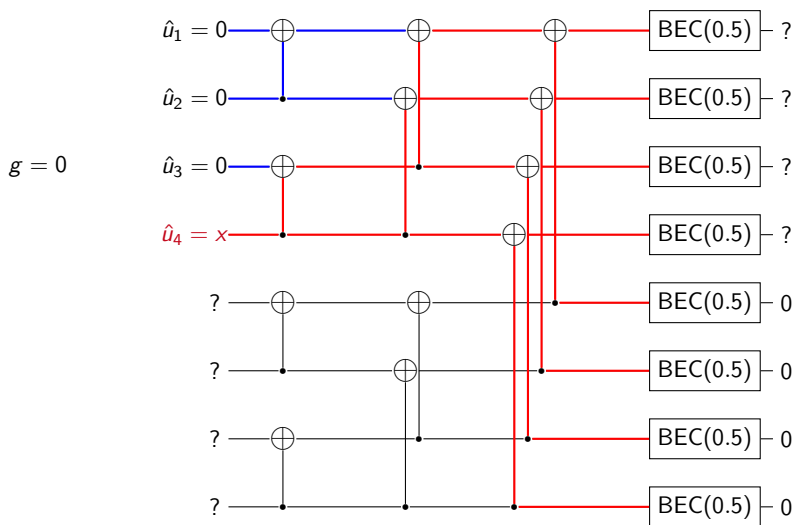 û₁ = 0 BEC(0.5) ?
û₂ = 0 BEC(0.5) ?
g = 0 û₃ = 0 BEC(0.5) ?
û₄ = x BEC(0.5) ?
? BEC(0.5) 0
? BEC(0.5) 0
? BEC(0.5) 0
? BEC(0.5) 0